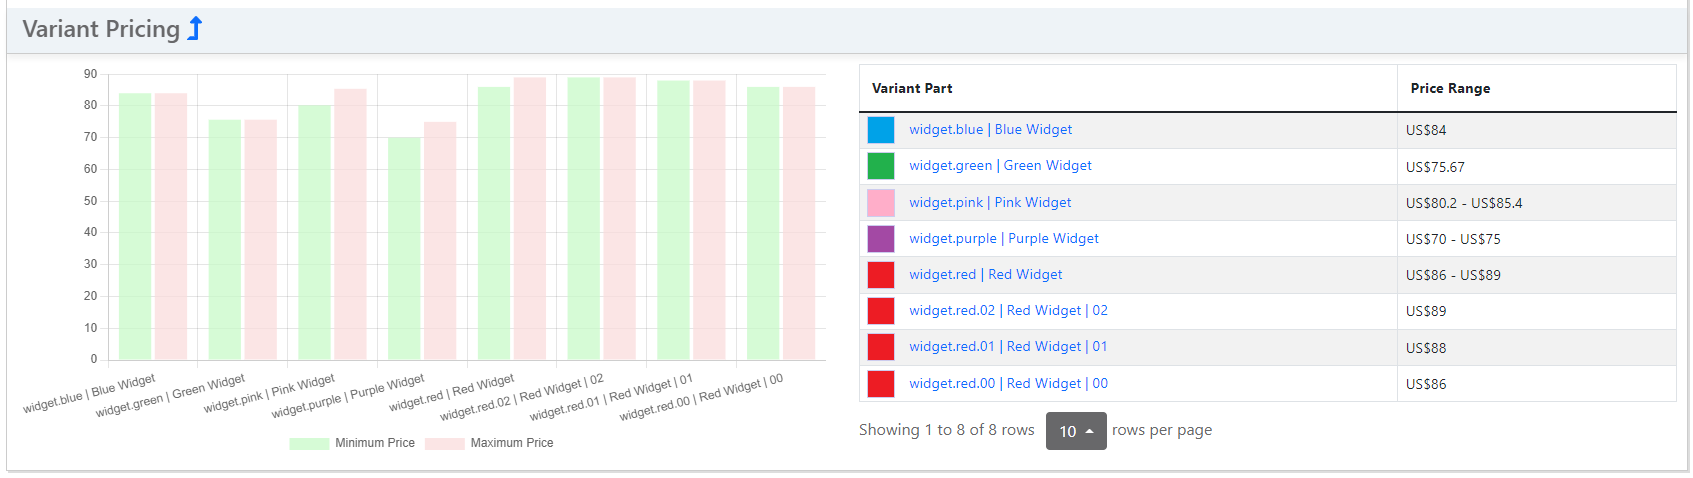 Variant Pricing
90
80
70
60
50
40
30
20
10
0
widget.blue | Blue Widget
widget.green | Green Widget
widget.pink | Pink Widget
widget.purple | Purple Widget
widget.red | Red Widget
widget.red.02 | Red Widget | 02
widget.red.01 | Red Widget | 01
widget.red.00 | Red Widget | 00
Minimum Price Maximum Price
Variant Part Price Range
widget.blue | Blue Widget US$84
widget.green | Green Widget US$75.67
widget.pink | Pink Widget US$80.2 - US$85.4
widget.purple | Purple Widget US$70 - US$75
widget.red | Red Widget US$86 - US$89
widget.red.02 | Red Widget | 02 US$89
widget.red.01 | Red Widget | 01 US$88
widget.red.00 | Red Widget | 00 US$86
Showing 1 to 8 of 8 rows 10 rows per page